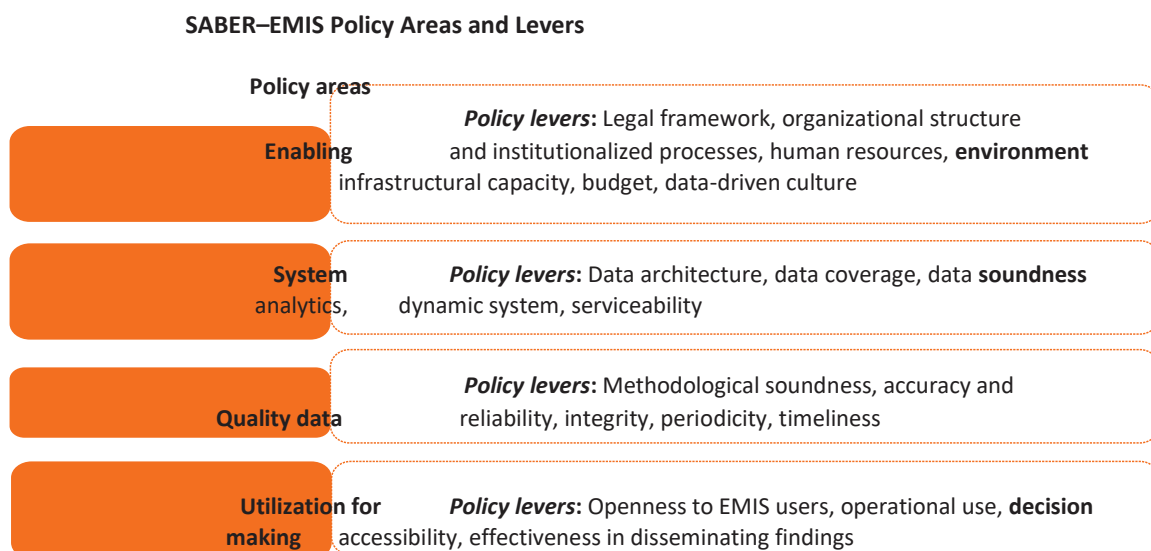 SABER–EMIS Policy Areas and Levers
Policy areas
Policy levers: Legal framework, organizational structure
Enabling and institutionalized processes, human resources, environment
infrastructural capacity, budget, data-driven culture
System Policy levers: Data architecture, data coverage, data soundness
analytics, dynamic system, serviceability
Policy levers: Methodological soundness, accuracy and
Quality data reliability, integrity, periodicity, timeliness
Utilization for Policy levers: Openness to EMIS users, operational use, decision
making accessibility, effectiveness in disseminating findings